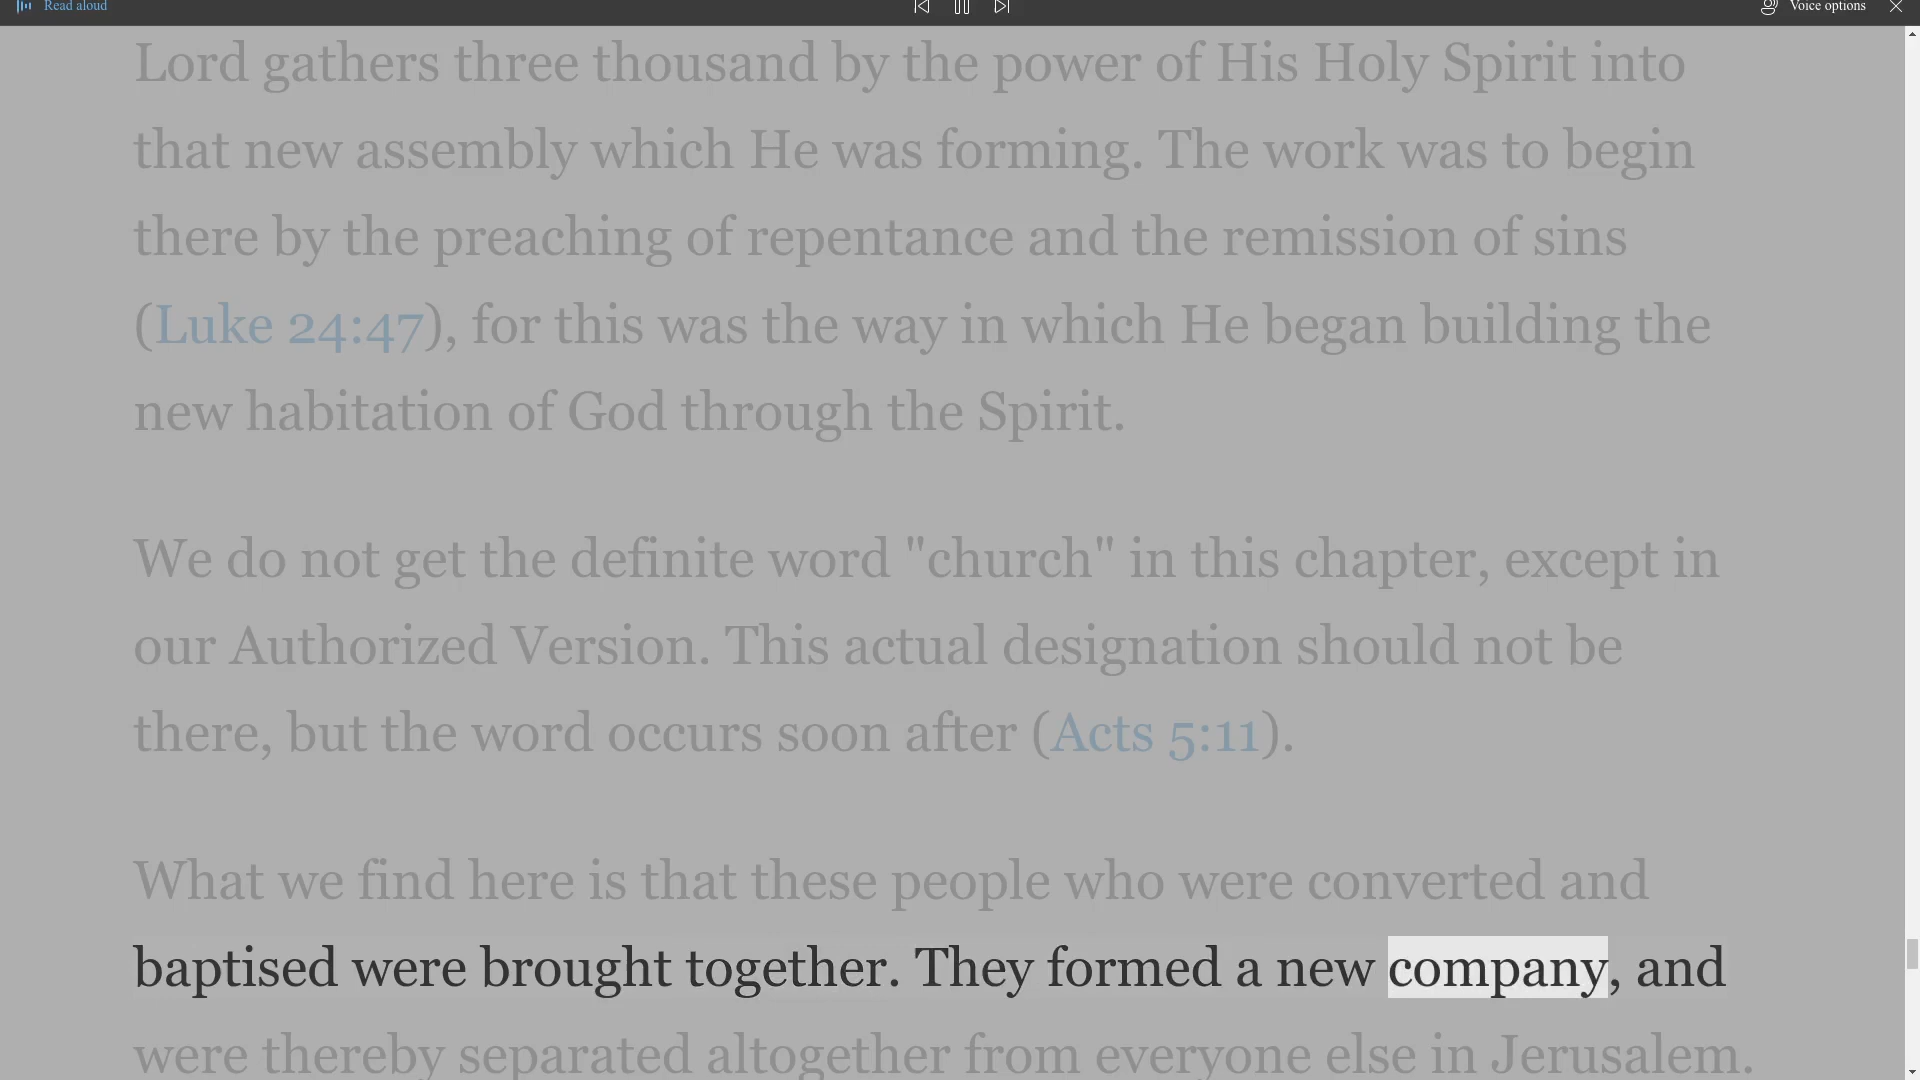 Read aloud
Voice options
Lord gathers three thousand by the power of His Holy Spirit into
that new assembly which He was forming. The work was to begin
there by the preaching of repentance and the remission of sins
(Luke 24:47), for this was the way in which He began building the
new habitation of God through the Spirit.
We do not get the definite word "church" in this chapter, except in
our Authorized Version. This actual designation should not be
there, but the word occurs soon after (Acts 5:11).
What we find here is that these people who were converted and
baptised were brought together. They formed a new company, and
were thereby separated altogether from everyone else in Jerusalem.